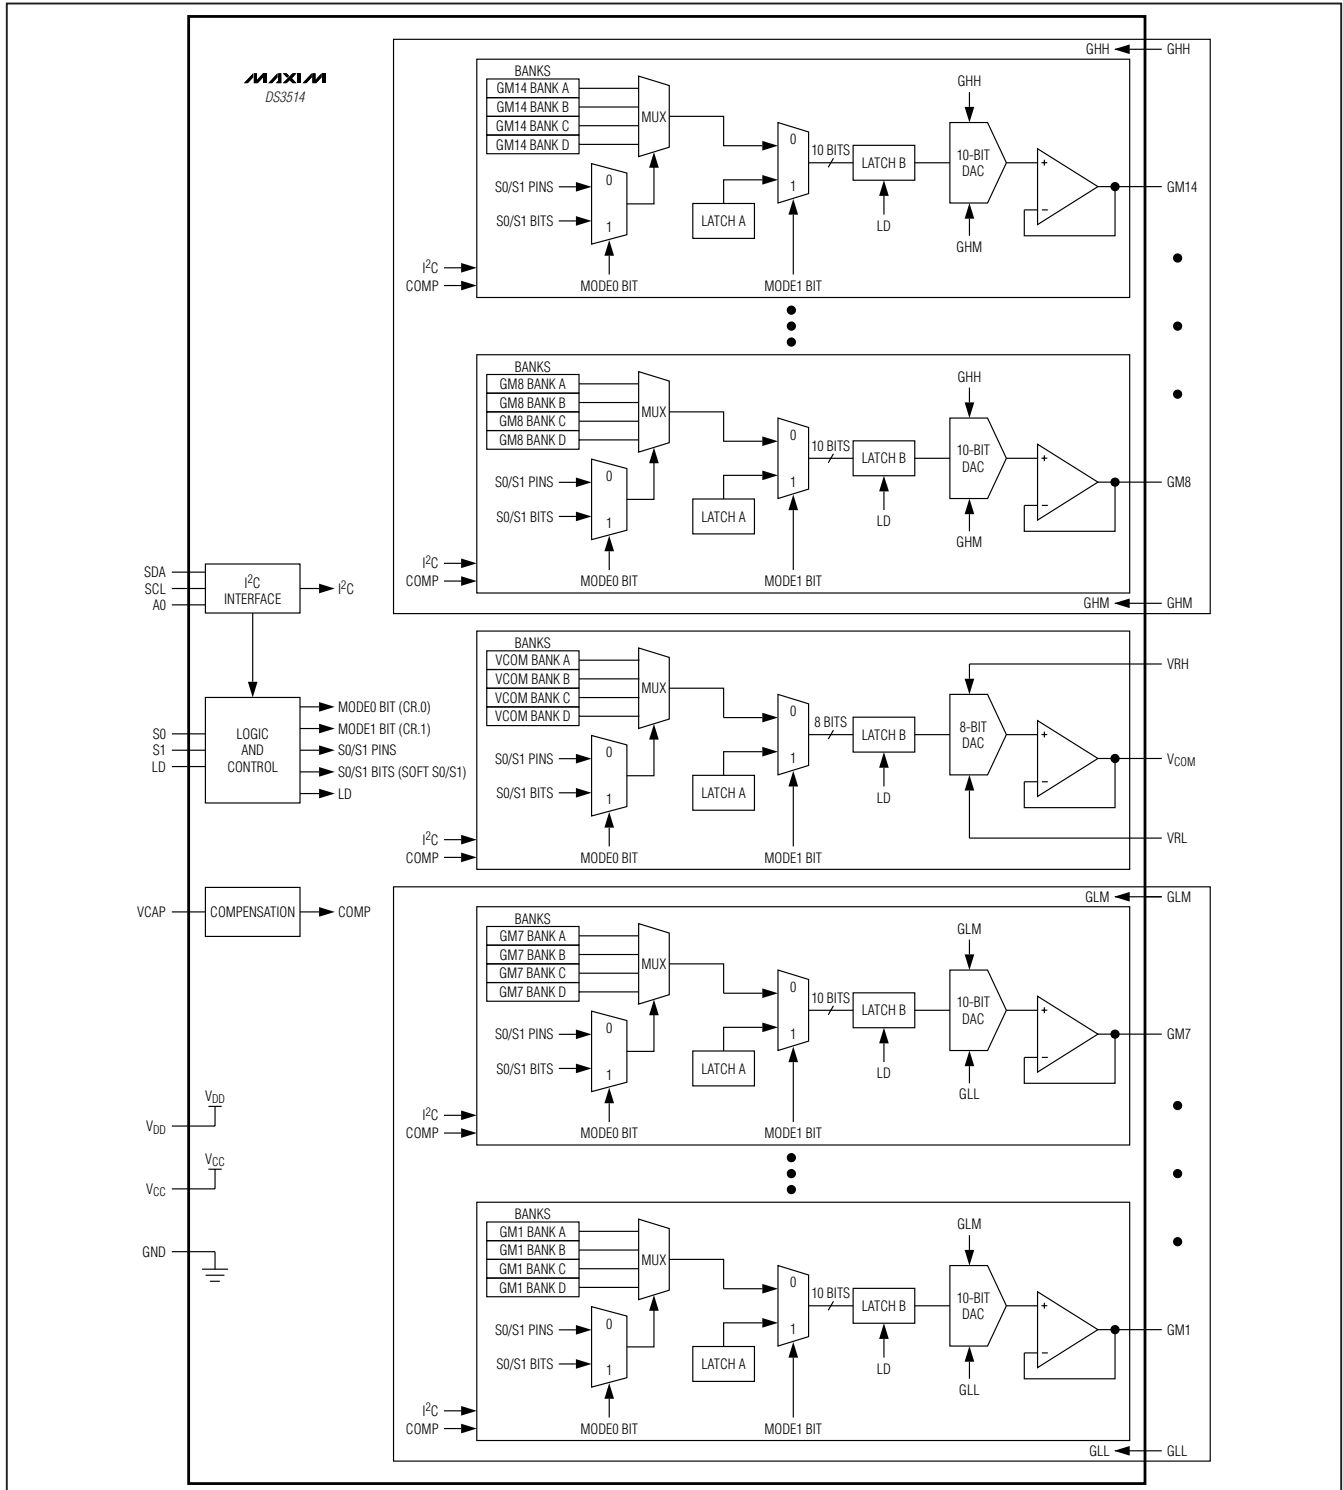 MAXIM
DS3514
GHH
GHH
BANKS
GM14 BANK A
GM14 BANK B
GM14 BANK C
GM14 BANK D
MUX
S0/S1 PINS
S0/S1 BITS
0
1
I2C
COMP
MODE0 BIT
LATCH A
0
1
MODE1 BIT
10 BITS
LATCH B
LD
GHH
10-BIT
DAC
GHM
+
−
GM14
BANKS
GM8 BANK A
GM8 BANK B
GM8 BANK C
GM8 BANK D
MUX
S0/S1 PINS
S0/S1 BITS
0
1
I2C
COMP
MODE0 BIT
LATCH A
0
1
MODE1 BIT
10 BITS
LATCH B
LD
GHH
10-BIT
DAC
GHM
+
−
GM8
GHM
GHM
SDA
SCL
A0
I2C
INTERFACE
I2C
S0
S1
LD
LOGIC
AND
CONTROL
MODE0 BIT (CR.0)
MODE1 BIT (CR.1)
S0/S1 PINS
S0/S1 BITS (SOFT S0/S1)
LD
BANKS
VCOM BANK A
VCOM BANK B
VCOM BANK C
VCOM BANK D
MUX
S0/S1 PINS
S0/S1 BITS
0
1
I2C
COMP
MODE0 BIT
LATCH A
0
1
MODE1 BIT
8 BITS
LATCH B
LD
8-BIT
DAC
+
−
VRH
VCOM
VRL
VCAP
COMPENSATION
COMP
GLM
GLM
BANKS
GM7 BANK A
GM7 BANK B
GM7 BANK C
GM7 BANK D
MUX
S0/S1 PINS
S0/S1 BITS
0
1
I2C
COMP
MODE0 BIT
LATCH A
0
1
MODE1 BIT
10 BITS
LATCH B
LD
GLM
10-BIT
DAC
GLL
+
−
GM7
VDD
VDD
VCC
VCC
GND
BANKS
GM1 BANK A
GM1 BANK B
GM1 BANK C
GM1 BANK D
MUX
S0/S1 PINS
S0/S1 BITS
0
1
I2C
COMP
MODE0 BIT
LATCH A
0
1
MODE1 BIT
10 BITS
LATCH B
LD
GLM
10-BIT
DAC
GLL
+
−
GM1
GLL
GLL